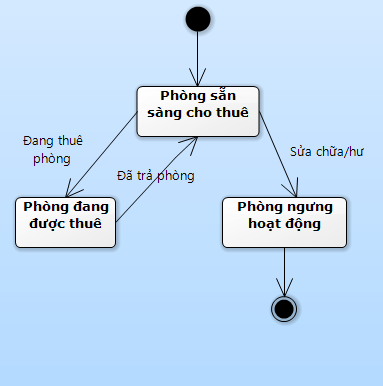 Phòng sẵn
sàng cho thuê
Đang thuê
phòng
Sửa chữa/hư
Đã trả phòng
Phòng đang
được thuê
Phòng ngưng
hoạt động